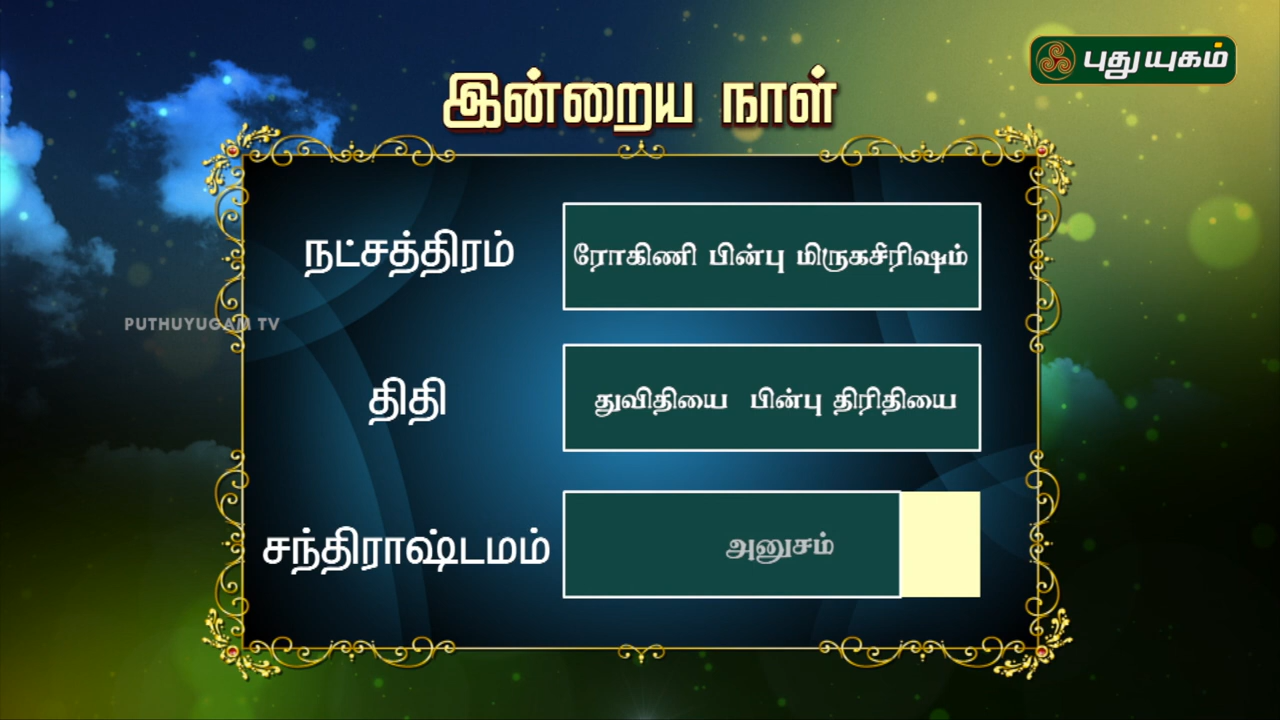 புதுயுகம்
இன்றைய நாள்
நட்சத்திரம்
ரோகிணி பின்பு மிருகசீரிஷம்
PUTHUYUGAM TV
திதி
துவிதியை பின்பு திரிதியை
சந்திராஷ்டமம்
அனுசம்